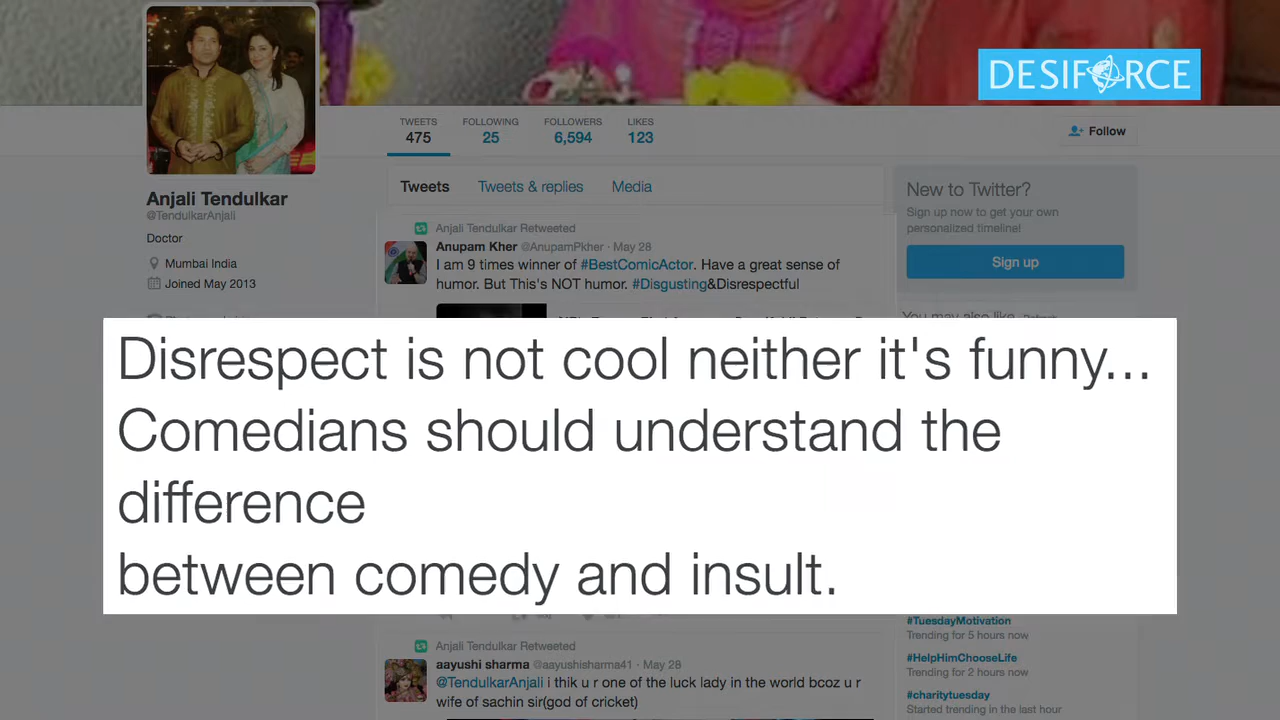 DESIFORCE
TWEETS FOLLOWING FOLLOWERS LIKES
475 25 6,594 123
Follow
Anjali Tendulkar
@TendulkarAnjali
Doctor
Mumbai India
Joined May 2013
Tweets Tweets & replies Media
New to Twitter?
Sign up now to get your own
personalized timeline!
Sign up
Anjali Tendulkar Retweeted
Anupam Kher @AnupamPkher · May 28
I am 9 times winner of #BestComicActor. Have a great sense of
humor. But This's NOT humor. #Disgusting&Disrespectful
You may also like
Disrespect is not cool neither it's funny...
Comedians should understand the
difference
between comedy and insult.
#TuesdayMotivation
Trending for 5 hours now
#HelpHimChooseLife
Trending for 2 hours now
#charitytuesday
Started trending in the last hour
Anjali Tendulkar Retweeted
aayushi sharma @aayushisharma41 · May 28
@TendulkarAnjali i thik u r one of the luck lady in the world bcoz u r
wife of sachin sir(god of cricket)